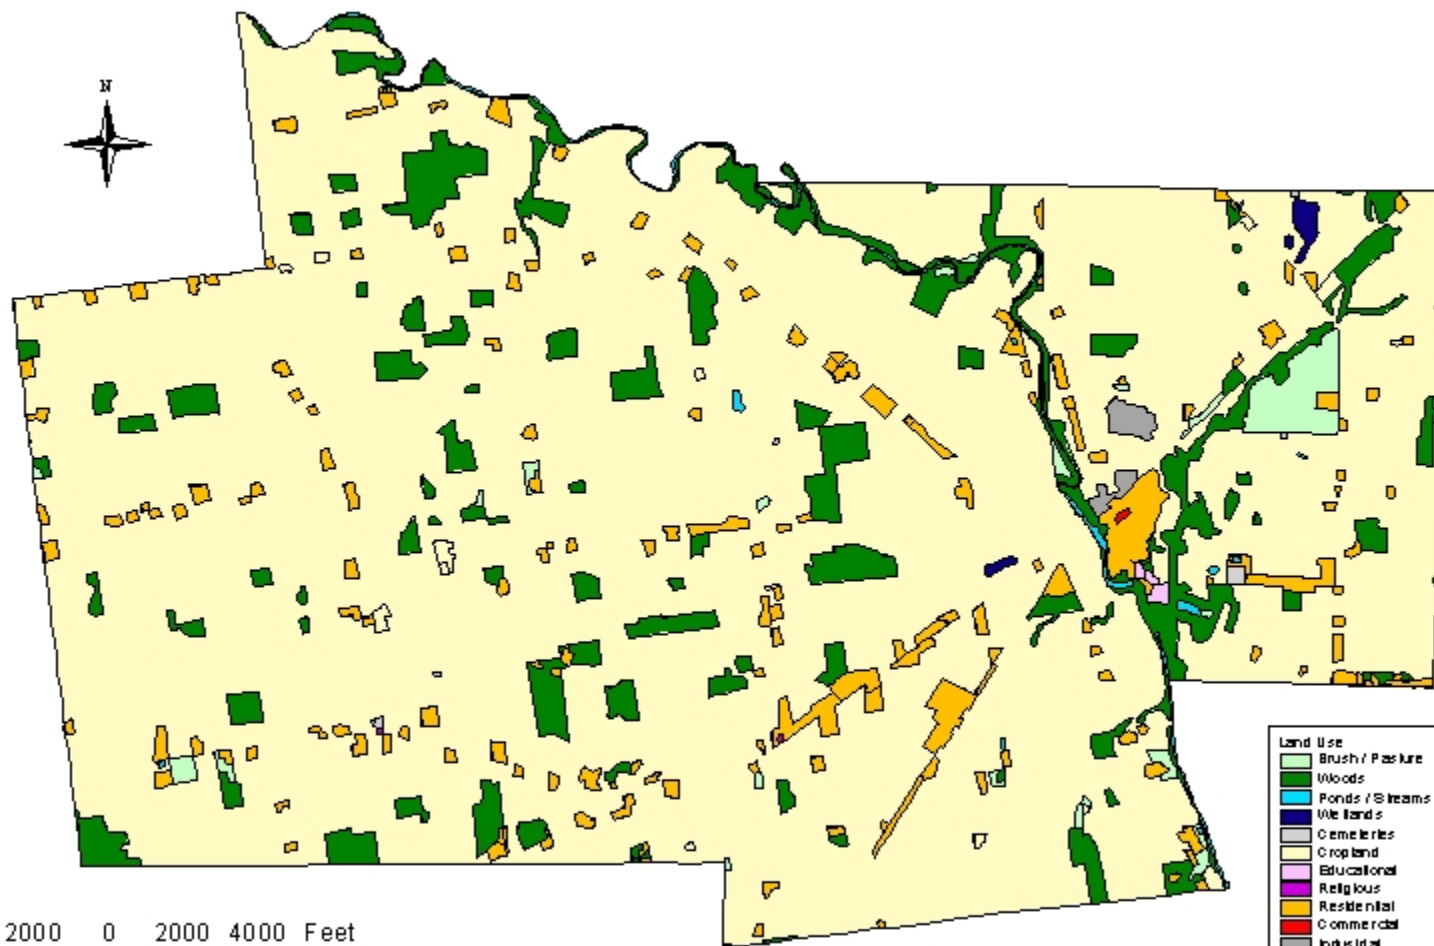 N
Land Use
Brush / Pasture
Woods
Ponds / Streams
Wetlands
Cemeteries
Cropland
Educational
Religious
Residential
Commercial
Industrial
2000 0 2000 4000 Feet